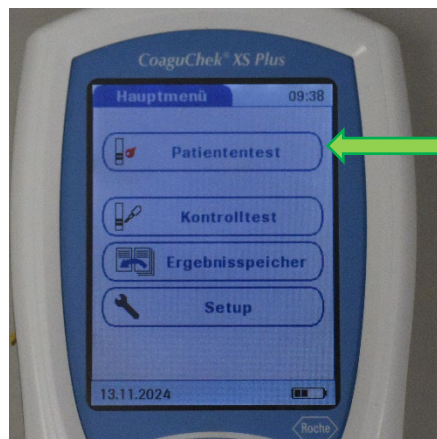 CoaguChek® XS Plus
Hauptmenü 09:38
Patiententest
Kontrolltest
Ergebnisspeicher
Setup
13.11.2024
Roche